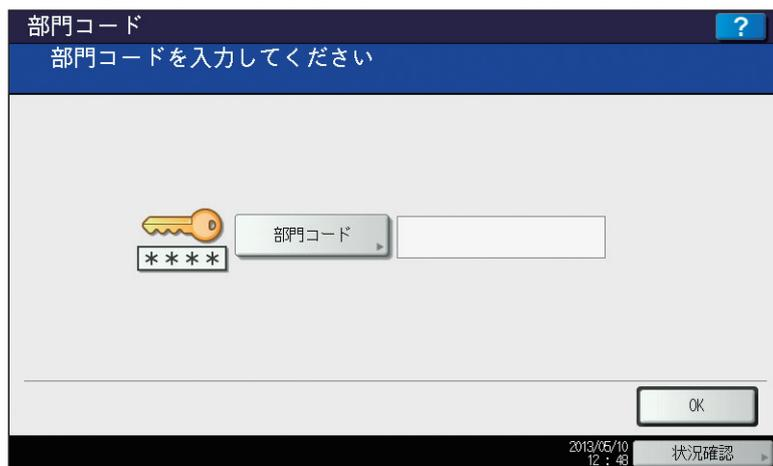 部門コード
?
部門コードを入力してください
部門コード
****
OK
2013/05/10
12 : 48
状況確認